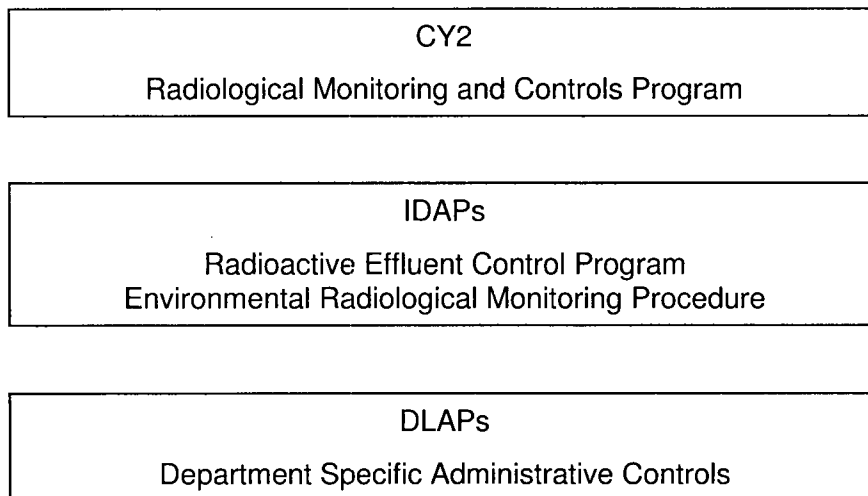 CY2
Radiological Monitoring and Controls Program
IDAPs
Radioactive Effluent Control Program
Environmental Radiological Monitoring Procedure
DLAPs
Department Specific Administrative Controls